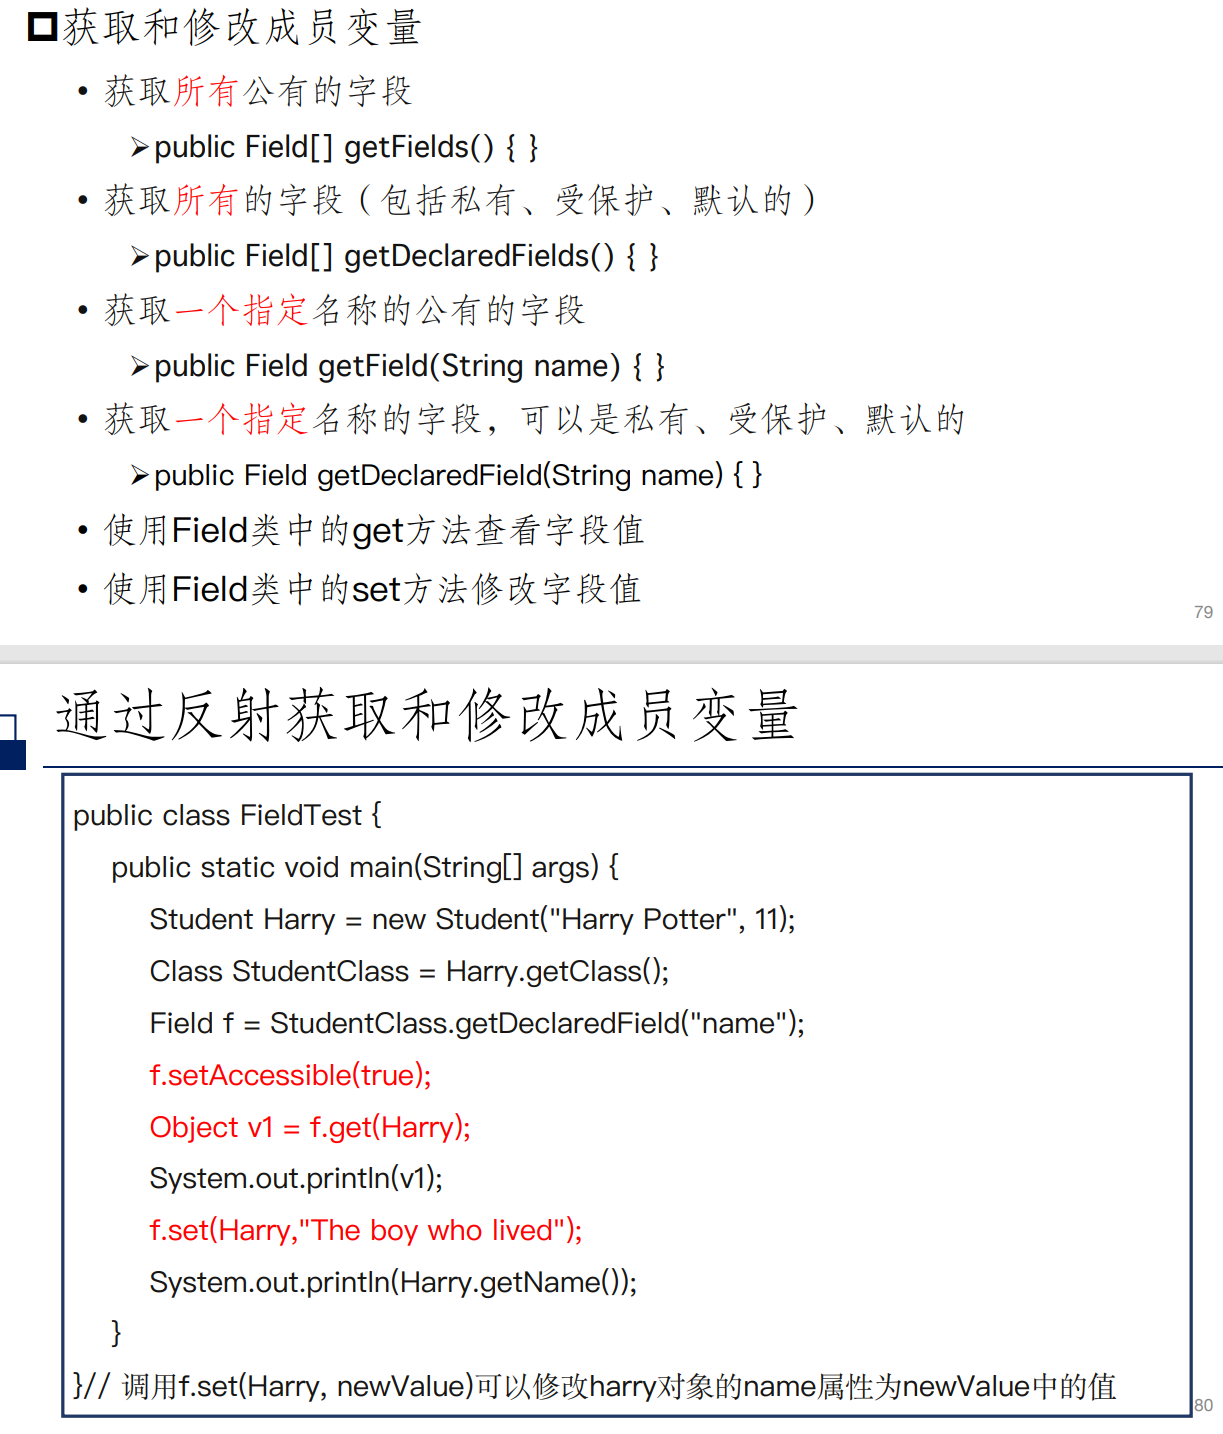 获取和修改成员变量
• 获取所有公有的字段
➢public Field[] getFields() { }
• 获取所有的字段（包括私有、受保护、默认的）
➢public Field[] getDeclaredFields() { }
• 获取一个指定名称的公有的字段
➢public Field getField(String name) { }
• 获取一个指定名称的字段，可以是私有、受保护、默认的
➢public Field getDeclaredField(String name) { }
• 使用Field类中的get方法查看字段值
• 使用Field类中的set方法修改字段值
79
通过反射获取和修改成员变量
public class FieldTest {
public static void main(String[] args) {
Student Harry = new Student("Harry Potter", 11);
Class StudentClass = Harry.getClass();
Field f = StudentClass.getDeclaredField("name");
f.setAccessible(true);
Object v1 = f.get(Harry);
System.out.println(v1);
f.set(Harry,"The boy who lived");
System.out.println(Harry.getName());
}
}// 调用f.set(Harry, newValue)可以修改harry对象的name属性为newValue中的值
80